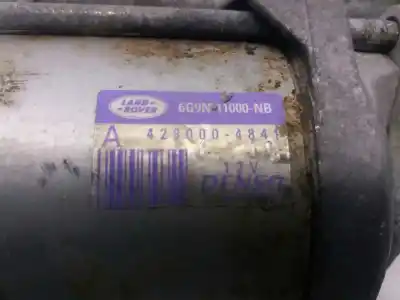 LAND-
-ROVER
6G9N-11000-NB
A 428000-4841
12V
DENSO